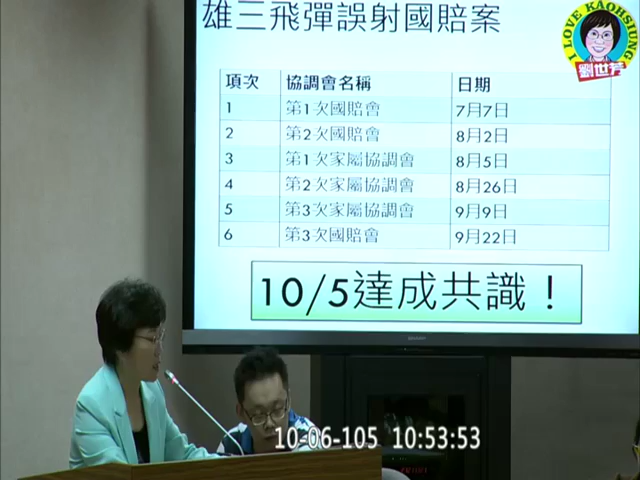 雄三飛彈誤射國賠案
I LOVE KAOHSIUNG
劉世芳
項次 協調會名稱 日期
1 第1次國賠會 7月7日
2 第2次國賠會 8月2日
3 第1次家屬協調會 8月5日
4 第2次家屬協調會 8月26日
5 第3次家屬協調會 9月9日
6 第3次國賠會 9月22日
10/5達成共識！
10-06-105 10:53:53